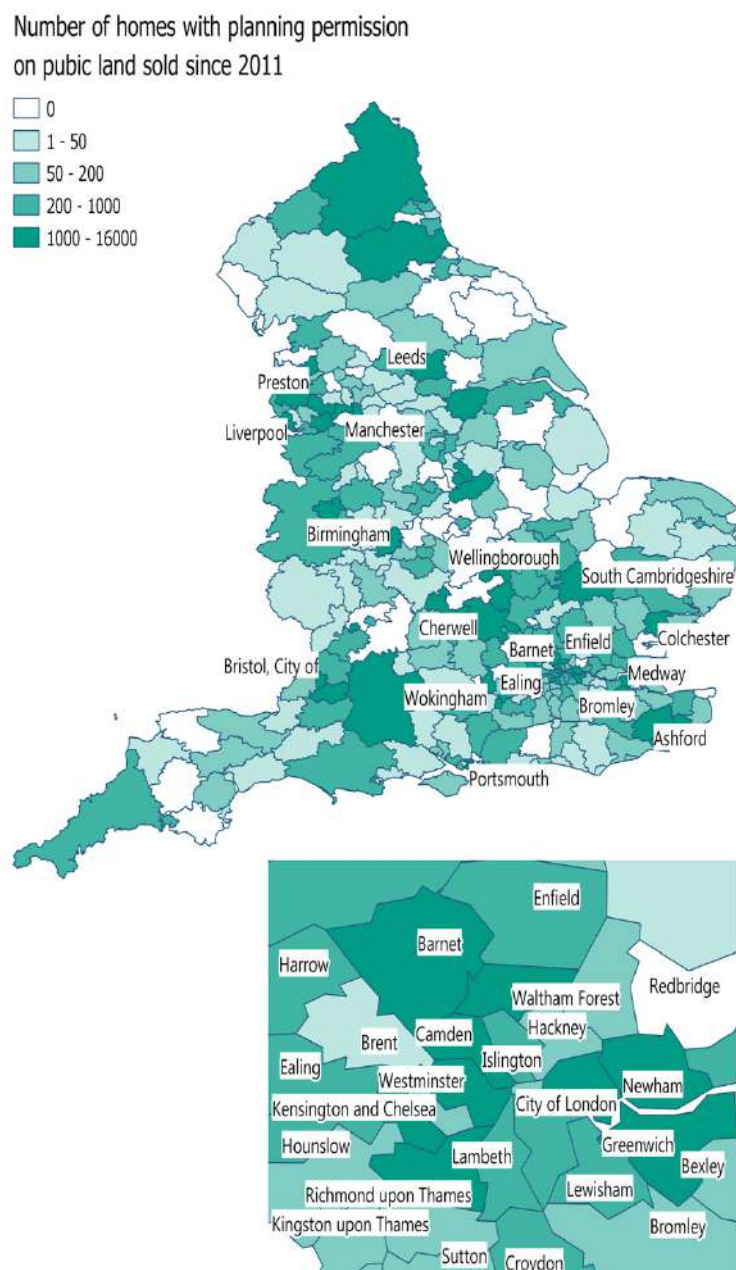 Number of homes with planning permission
on pubic land sold since 2011
0
1 - 50
50 - 200
200 - 1000
1000 - 16000
Leeds
Preston
Liverpool
Manchester
Birmingham
Wellingborough
South Cambridgeshire
Cherwell
Barnet
Enfield
Colchester
Bristol, City of
Ealing
Medway
Wokingham
Bromley
Ashford
Portsmouth
Enfield
Barnet
Harrow
Redbridge
Waltham Forest
Hackney
Camden
Brent
Islington
Ealing
Westminster
Newham
City of London
Kensington and Chelsea
Hounslow
Greenwich
Lambeth
Bexley
Lewisham
Richmond upon Thames
Kingston upon Thames
Bromley
Sutton
Croydon